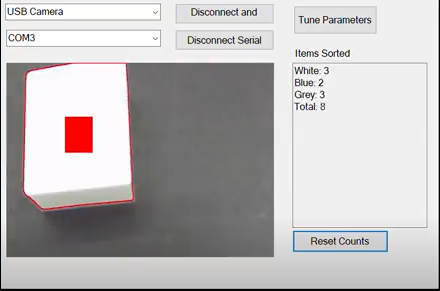 USB Camera
Disconnect and
Tune Parameters
COM3
Disconnect Serial
Items Sorted
White: 3
Blue: 2
Grey: 3
Total: 8
Reset Counts